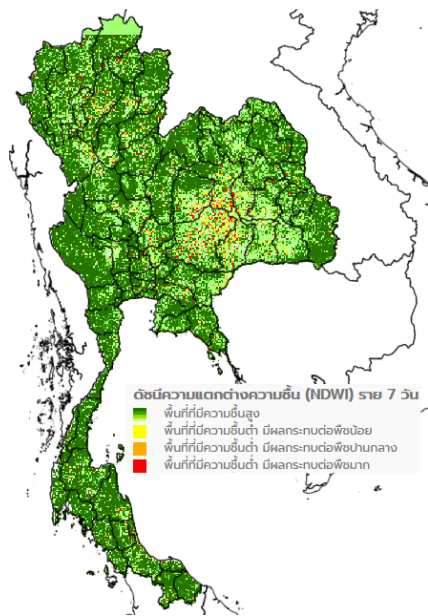 ดัชนีความแตกต่างความชื้น (NDWI) ราย 7 วัน
พื้นที่ที่มีความชื้นสูง
พื้นที่ที่มีความชื้นต่ำ มีผลกระทบต่อพืชน้อย
พื้นที่ที่มีความชื้นต่ำ มีผลกระทบต่อพืชปานกลาง
พื้นที่ที่มีความชื้นต่ำ มีผลกระทบต่อพืชมาก